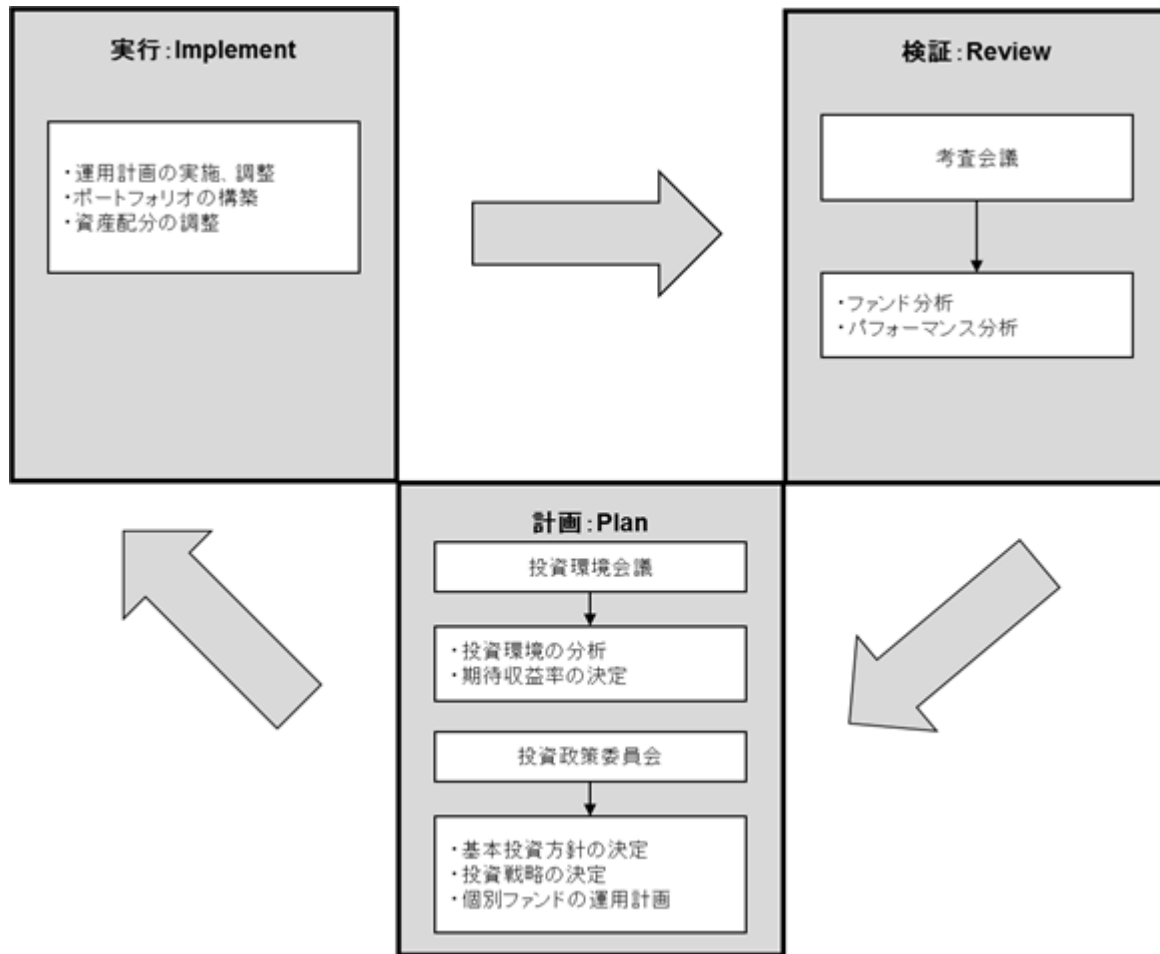 実行:Implement
・運用計画の実施、調整
・ポートフォリオの構築
・資産配分の調整
検証:Review
考査会議
・ファンド分析
・パフォーマンス分析
計画:Plan
投資環境会議
・投資環境の分析
・期待収益率の決定
投資政策委員会
・基本投資方針の決定
・投資戦略の決定
・個別ファンドの運用計画